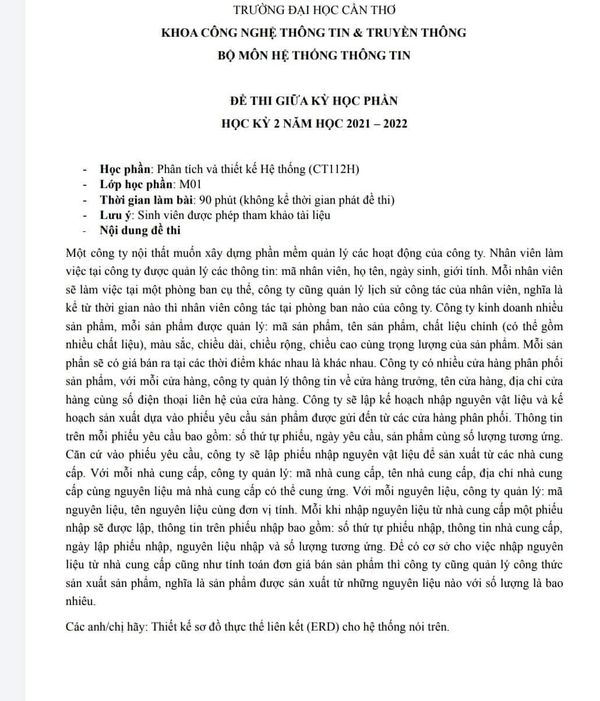 TRƯỜNG ĐẠI HỌC CẦN THƠ
KHOA CÔNG NGHỆ THÔNG TIN & TRUYỀN THÔNG
BỘ MÔN HỆ THỐNG THÔNG TIN
ĐỀ THI GIỮA KỲ HỌC PHẦN
HỌC KỲ 2 NĂM HỌC 2021 – 2022
- Học phần: Phân tích và thiết kế Hệ thống (CT112H)
- Lớp học phần: M01
- Thời gian làm bài: 90 phút (không kể thời gian phát đề thi)
- Lưu ý: Sinh viên được phép tham khảo tài liệu
- Nội dung đề thi
Một công ty nội thất muốn xây dựng phần mềm quản lý các hoạt động của công ty. Nhân viên làm
việc tại công ty được quản lý các thông tin: mã nhân viên, họ tên, ngày sinh, giới tính. Mỗi nhân viên
sẽ làm việc tại một phòng ban cụ thể, công ty cũng quản lý lịch sử công tác của nhân viên, nghĩa là
kể từ thời gian nào thì nhân viên công tác tại phòng ban nào của công ty. Công ty kinh doanh nhiều
sản phẩm, mỗi sản phẩm được quản lý: mã sản phẩm, tên sản phẩm, chất liệu chính (có thể gồm
nhiều chất liệu), màu sắc, chiều dài, chiều rộng, chiều cao cùng trọng lượng của sản phẩm. Mỗi sản
phẩn sẽ có giá bán ra tại các thời điểm khác nhau là khác nhau. Công ty có nhiều cửa hàng phân phối
sản phẩm, với mỗi cửa hàng, công ty quản lý thông tin về cửa hàng trưởng, tên cửa hàng, địa chỉ cửa
hàng cùng số điện thoại liên hệ của cửa hàng. Công ty sẽ lập kế hoạch nhập nguyên vật liệu và kế
hoạch sản xuất dựa vào phiếu yêu cầu sản phẩm được gửi đến từ các cửa hàng phân phối. Thông tin
trên mỗi phiếu yêu cầu bao gồm: số thứ tự phiếu, ngày yêu cầu, sản phẩm cùng số lượng tương ứng.
Căn cứ vào phiếu yêu cầu, công ty sẽ lập phiếu nhập nguyên vật liệu để sản xuất từ các nhà cung
cấp. Với mỗi nhà cung cấp, công ty quản lý: mã nhà cung cấp, tên nhà cung cấp, địa chỉ nhà cung
cấp cùng nguyên liệu mà nhà cung cấp có thể cung ứng. Với mỗi nguyên liệu, công ty quản lý: mã
nguyên liệu, tên nguyên liệu cùng đơn vị tính. Mỗi khi nhập nguyên liệu từ nhà cung cấp một phiếu
nhập sẽ được lập, thông tin trên phiếu nhập bao gồm: số thứ tự phiếu nhập, thông tin nhà cung cấp,
ngày lập phiếu nhập, nguyên liệu nhập và số lượng tương ứng. Để có cơ sở cho việc nhập nguyên
liệu từ nhà cung cấp cũng như tính toán đơn giá bán sản phẩm thì công ty cũng quản lý công thức
sản xuất sản phẩm, nghĩa là sản phẩm được sản xuất từ những nguyên liệu nào với số lượng là bao
nhiêu.
Các anh/chị hãy: Thiết kế sơ đồ thực thể liên kết (ERD) cho hệ thống nói trên.